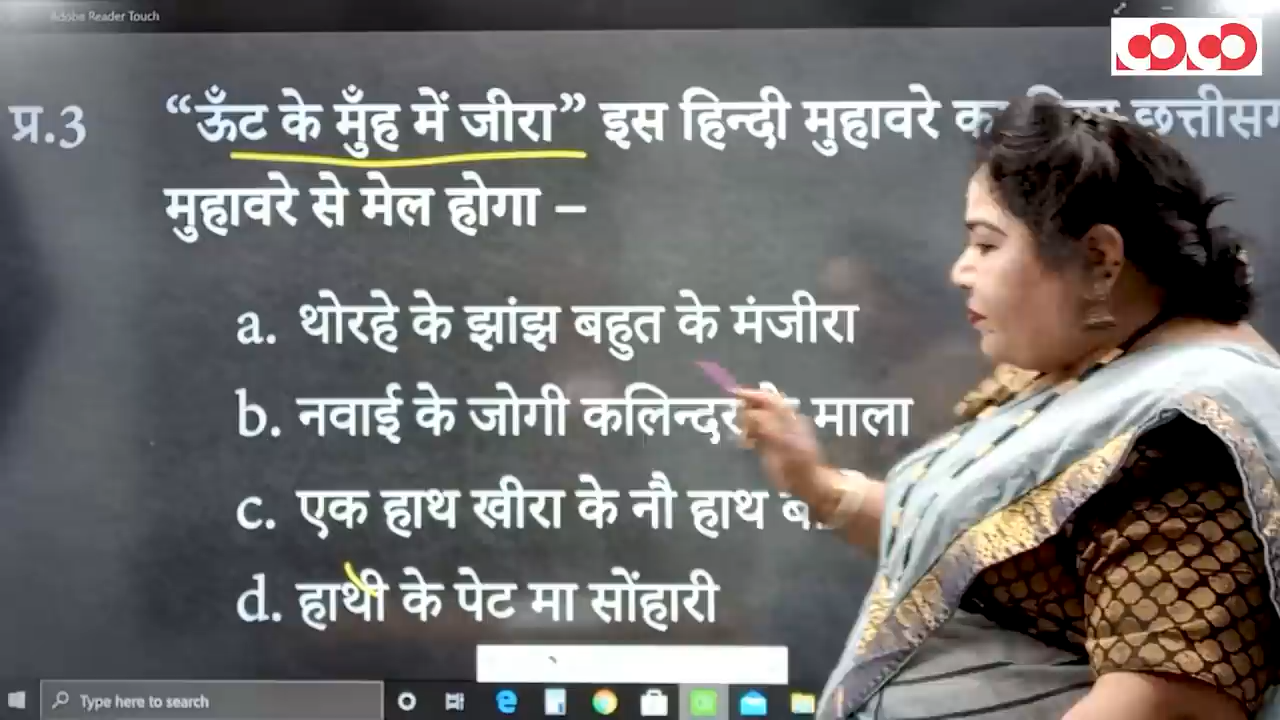 Adobe Reader Touch
प्र.3 “ऊँट के मुँह में जीरा” इस हिन्दी मुहावरे
मुहावरे से मेल होगा –
a. थोरहे के झांझ बहुत के मंजीरा
b. नवाई के जोगी कलिन्दर के माला
c. एक हाथ खीरा के नौ हाथ
d. हाथी के पेट मा सोंहारी
Type here to search